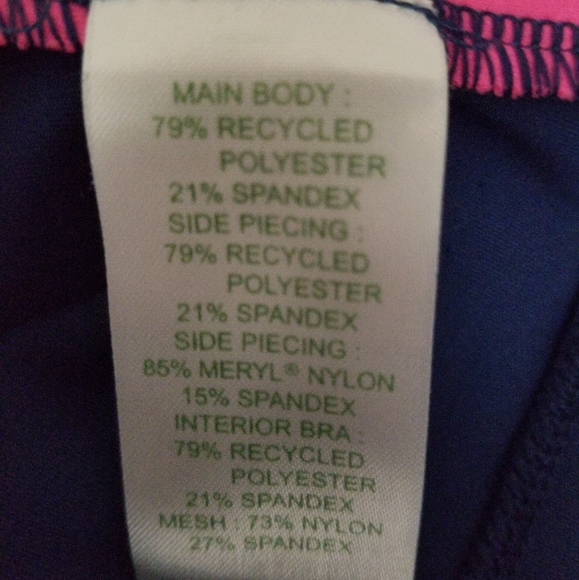 MAIN BODY :
79% RECYCLED
POLYESTER
21% SPANDEX
SIDE PIECING :
79% RECYCLED
POLYESTER
21% SPANDEX
SIDE PIECING :
85% MERYL® NYLON
15% SPANDEX
INTERIOR BRA :
79% RECYCLED
POLYESTER
21% SPANDEX
MESH : 73% NYLON
27% SPANDEX